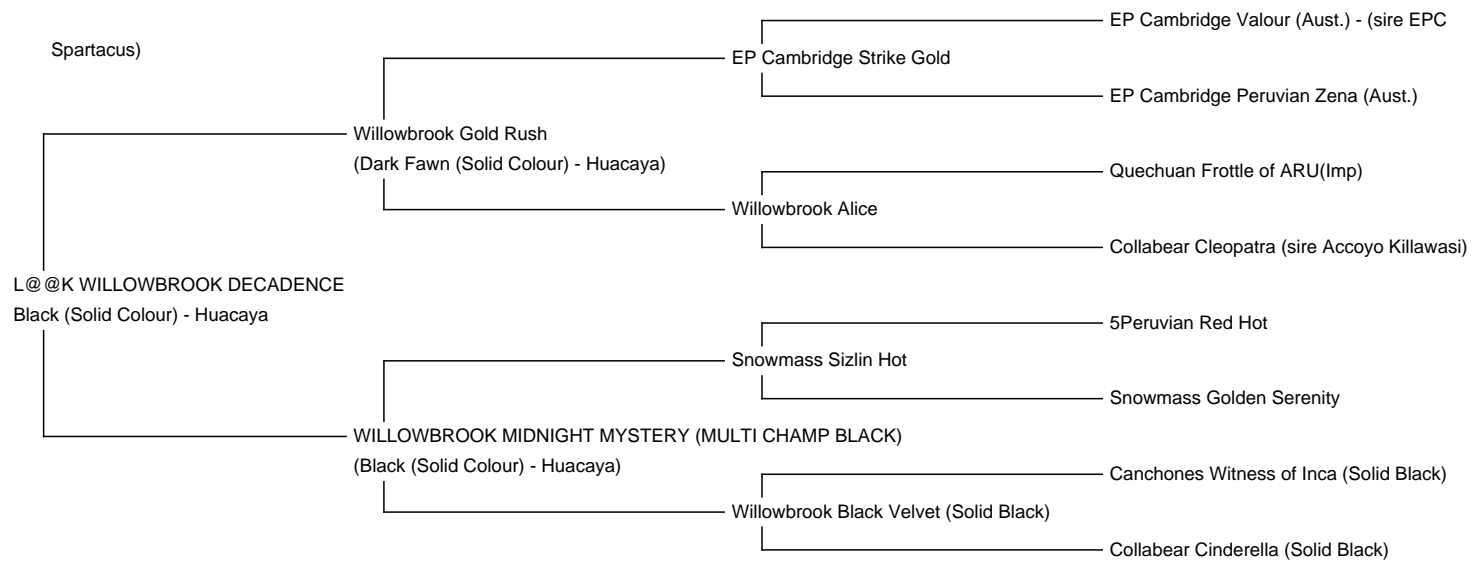 EP Cambridge Valour (Aust.) - (sire EPC
Spartacus)
EP Cambridge Strike Gold
EP Cambridge Peruvian Zena (Aust.)
Willowbrook Gold Rush
(Dark Fawn (Solid Colour) - Huacaya)
Quechuan Frottle of ARU(Imp)
Willowbrook Alice
Collabear Cleopatra (sire Accoyo Killawasi)
L@@K WILLOWBROOK DECADENCE
Black (Solid Colour) - Huacaya
5Peruvian Red Hot
Snowmass Sizlin Hot
Snowmass Golden Serenity
WILLOWBROOK MIDNIGHT MYSTERY (MULTI CHAMP BLACK)
(Black (Solid Colour) - Huacaya)
Canchones Witness of Inca (Solid Black)
Willowbrook Black Velvet (Solid Black)
Collabear Cinderella (Solid Black)